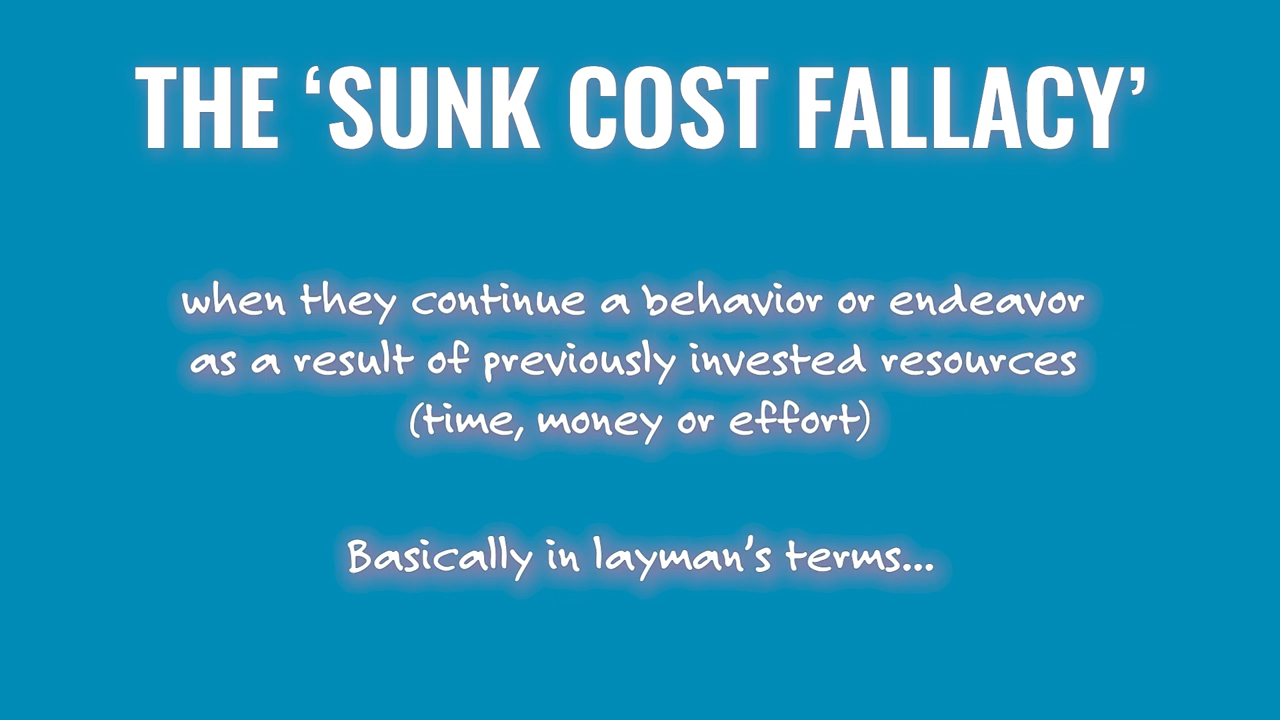 THE ‘SUNK COST FALLACY’
when they continue a behavior or endeavor
as a result of previously invested resources
(time, money or effort)
Basically in layman’s terms...